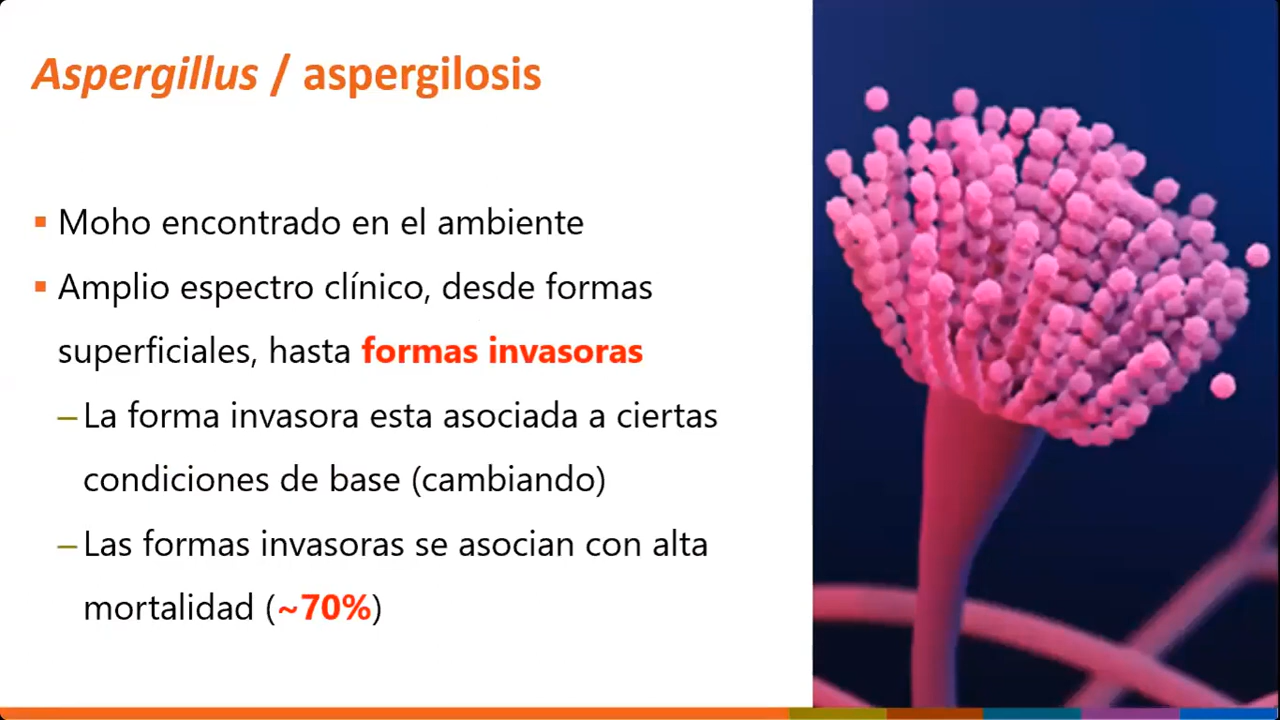 Aspergillus / aspergilosis
▪ Moho encontrado en el ambiente
▪ Amplio espectro clínico, desde formas
superficiales, hasta formas invasoras
–La forma invasora esta asociada a ciertas
condiciones de base (cambiando)
–Las formas invasoras se asocian con alta
mortalidad (~70%)